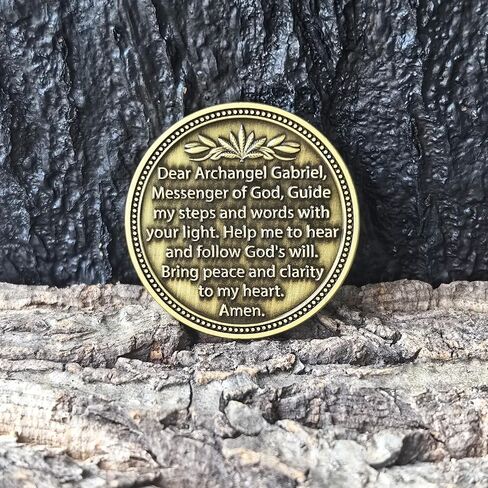 Dear Archangel Gabriel,
Messenger of God, Guide
my steps and words with
your light. Help me to hear
and follow God's will.
Bring peace and clarity
to my heart.
Amen.